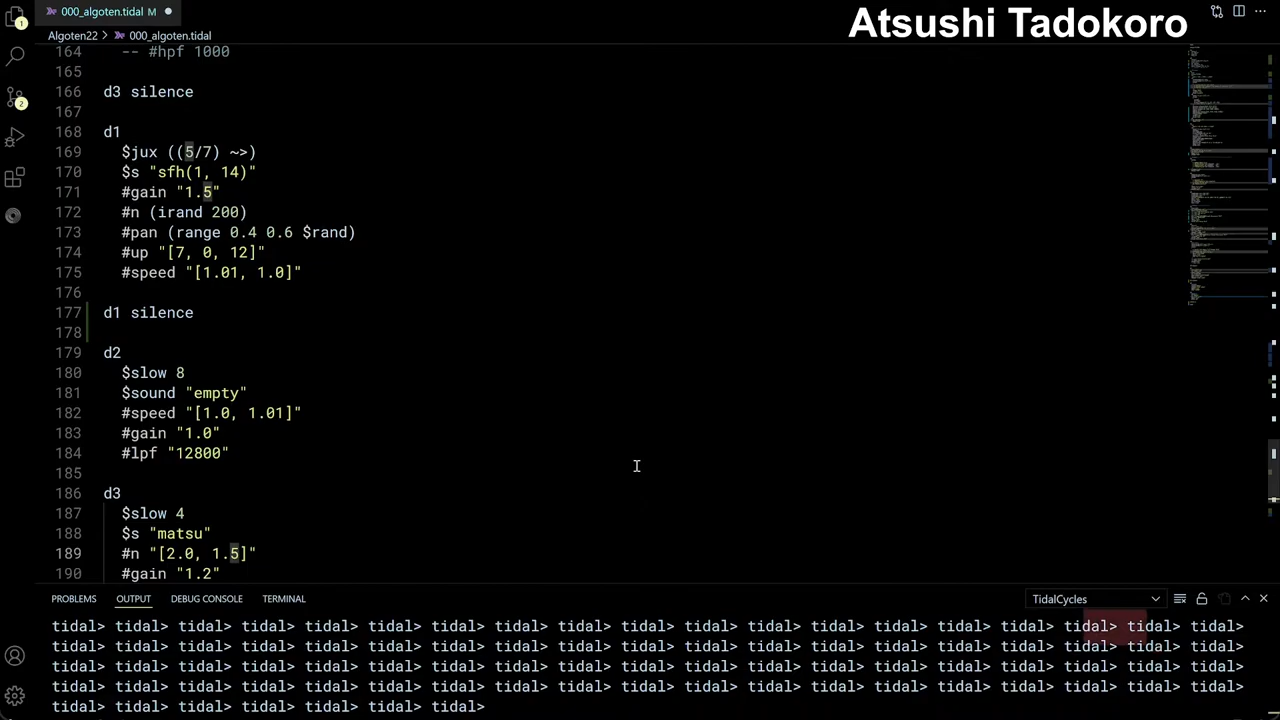 000_algoten.tidal M
Atsushi Tadokoro
Algoten22 > 000_algoten.tidal
164 -- #hpf 1000
165
166 d3 silence
167
168 d1
169 $jux ((5/7) ~>)
170 $s "sfh(1, 14)"
171 #gain "1.5"
172 #n (irand 200)
173 #pan (range 0.4 0.6 $rand)
174 #up "[7, 0, 12]"
175 #speed "[1.01, 1.0]"
176
177 d1 silence
178
179 d2
180 $slow 8
181 $sound "empty"
182 #speed "[1.0, 1.01]"
183 #gain "1.0"
184 #lpf "12800"
185
186 d3
187 $slow 4
188 $s "matsu"
189 #n "[2.0, 1.5]"
190 #gain "1.2"
1
2
PROBLEMS OUTPUT DEBUG CONSOLE TERMINAL TidalCycles
tidal> tidal> tidal> tidal> tidal> tidal> tidal> tidal> tidal> tidal> tidal> tidal> tidal> tidal> tidal> tidal> tidal> tidal> tidal>
tidal> tidal> tidal> tidal> tidal> tidal> tidal> tidal> tidal> tidal> tidal> tidal> tidal> tidal> tidal> tidal> tidal> tidal> tidal>
tidal> tidal> tidal> tidal> tidal> tidal> tidal> tidal> tidal> tidal> tidal> tidal> tidal> tidal> tidal> tidal> tidal> tidal> tidal>
tidal> tidal> tidal> tidal> tidal> tidal> tidal> tidal> tidal> tidal> tidal> tidal> tidal> tidal> tidal> tidal> tidal> tidal> tidal>
tidal> tidal> tidal> tidal> tidal> tidal> tidal>